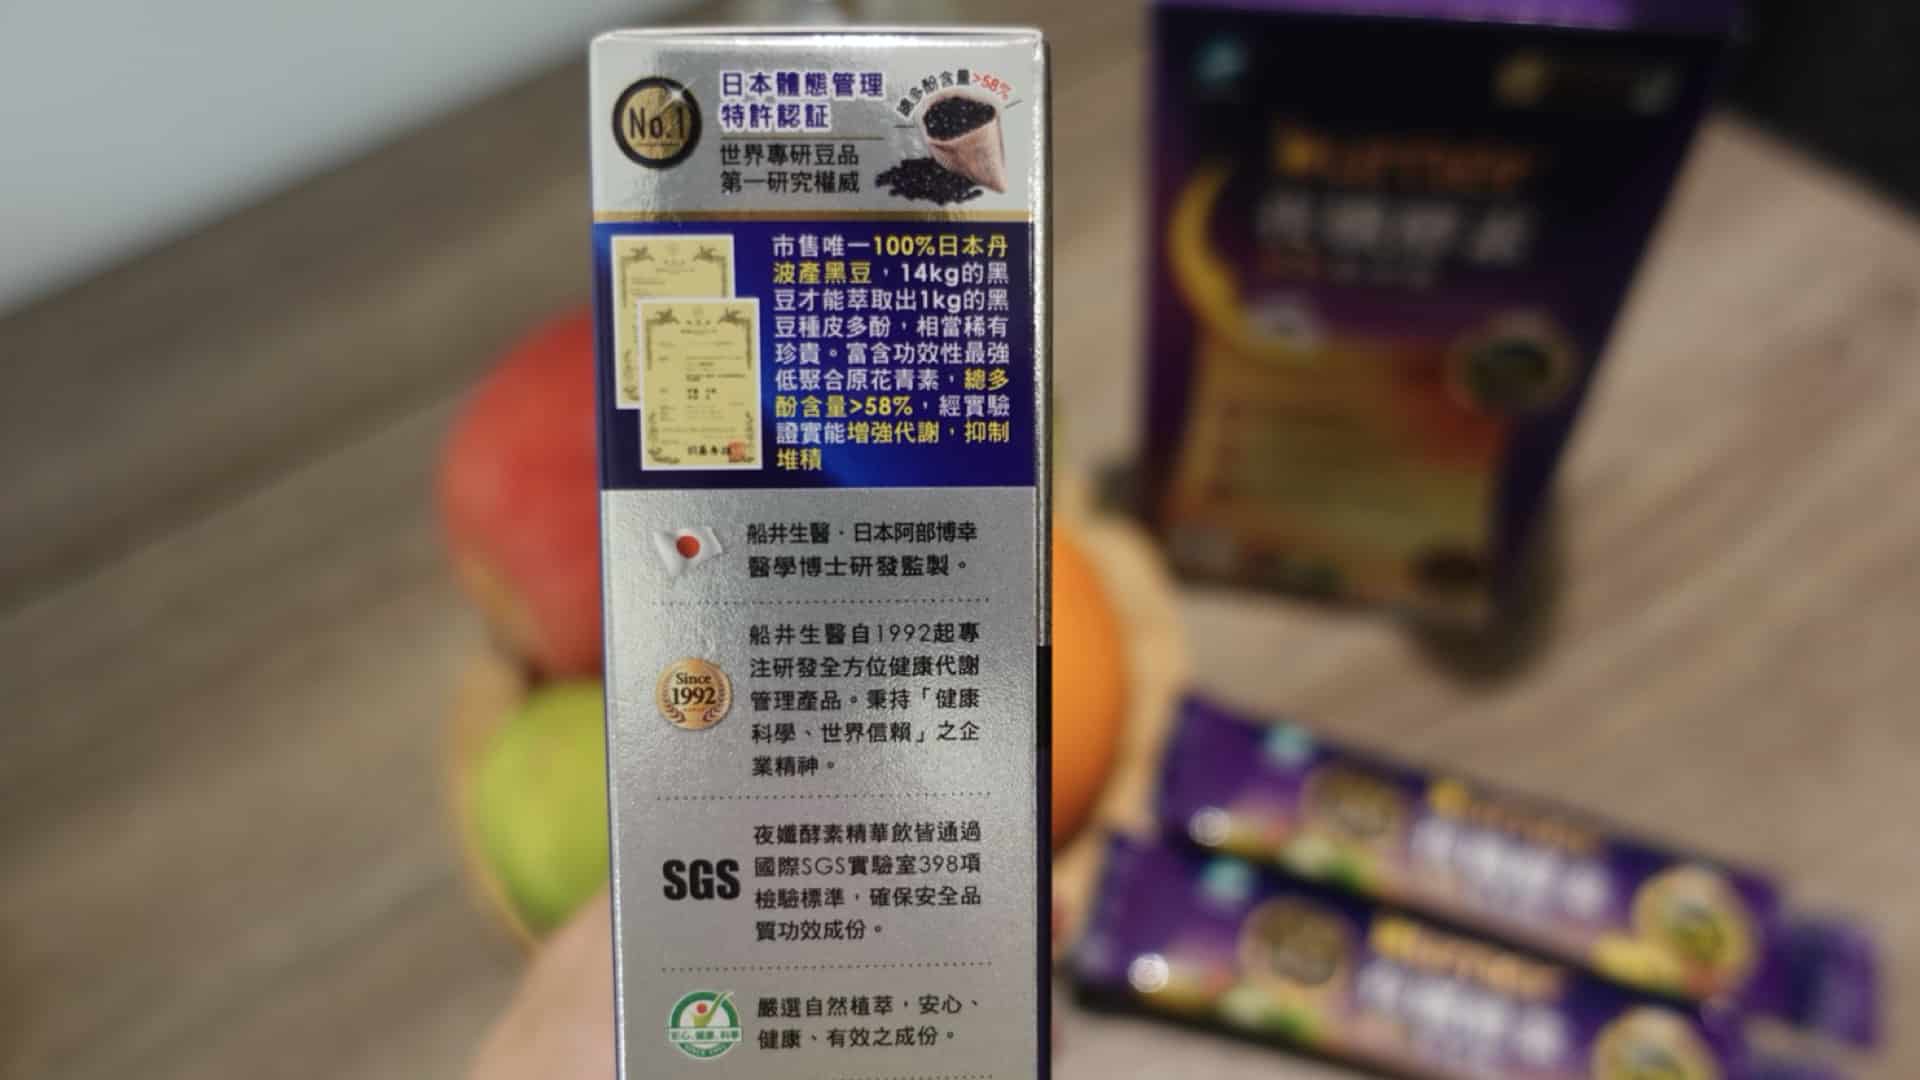 No.1
日本體態管理
特許認証
世界專研豆品
第一研究權威
總多酚含量>58%
市售唯一100%日本丹
波產黑豆，14kg的黑
豆才能萃取出1kg的黑
豆種皮多酚，相當稀有
珍貴。富含功效性最強
低聚合原花青素，總多
酚含量>58%，經實驗
證實能增強代謝，抑制
堆積
船井生醫．日本阿部博幸
醫學博士研發監製。
Since
1992
船井生醫自1992起專
注研發全方位健康代謝
管理產品。秉持「健康
科學、世界信賴」之企
業精神。
SGS
夜孅酵素精華飲皆通過
國際SGS實驗室398項
檢驗標準，確保安全品
質功效成份。
安心．健康．科學
SINCE 1992
嚴選自然植萃，安心、
健康、有效之成份。